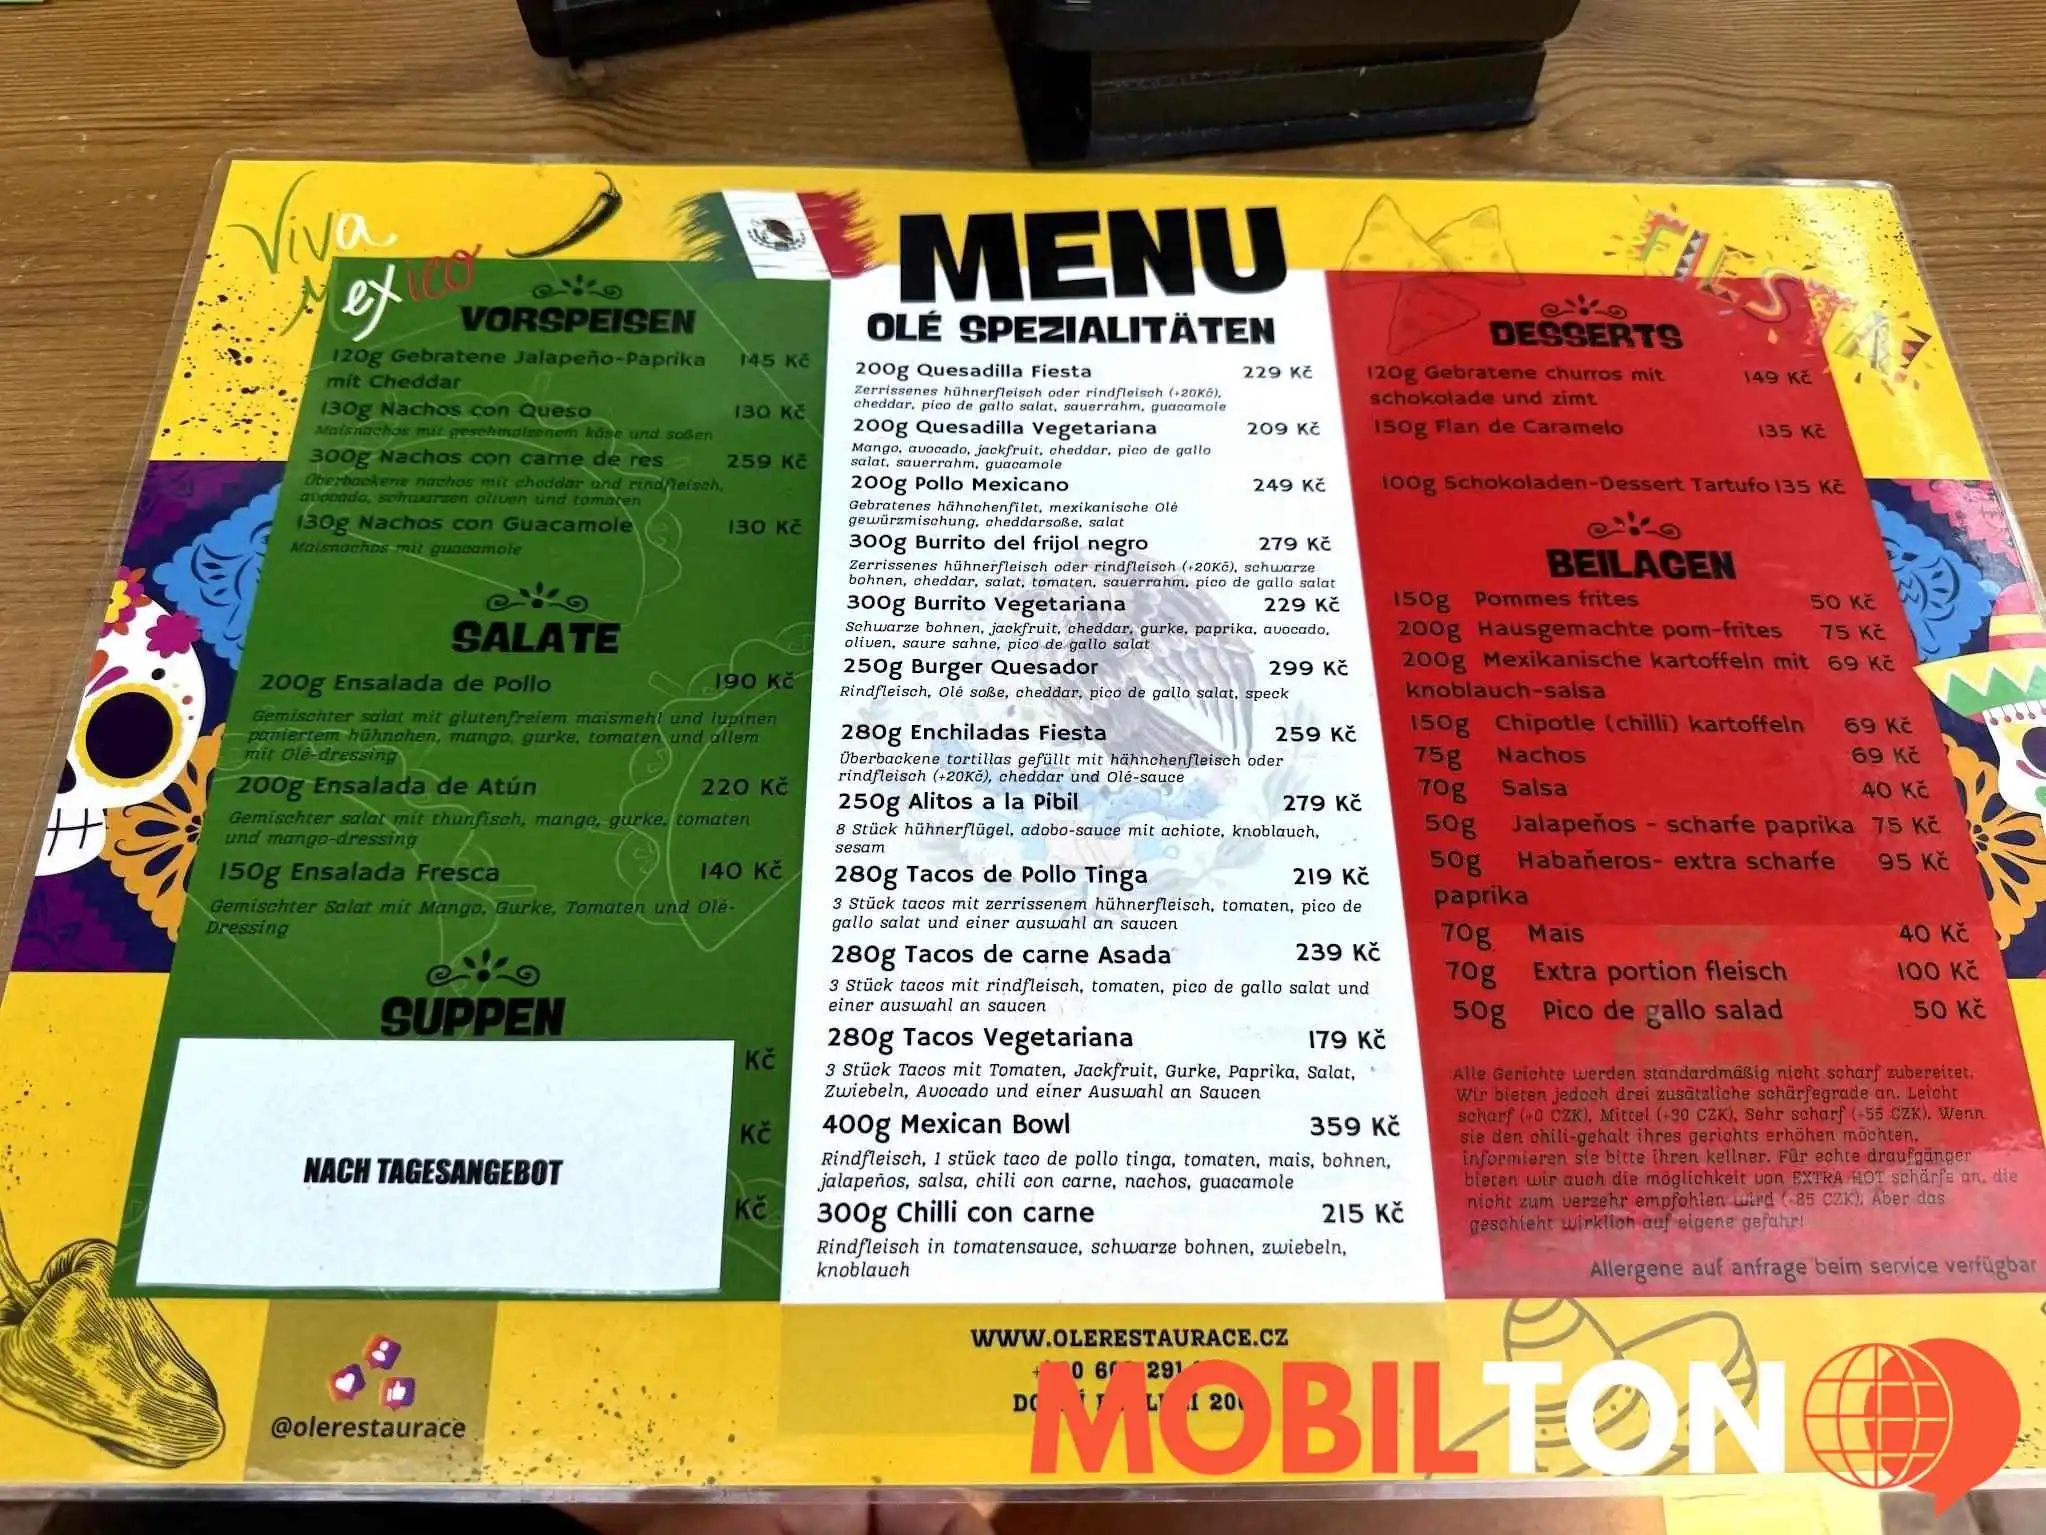 Viva
Mexico
FIESTA
MENU
VORSPEISEN
120g Gebratene Jalapeño-Paprika 145 Kč
mit Cheddar
130g Nachos con Queso 130 Kč
Maisnachos mit geschmolzenem käse und soßen
300g Nachos con carne de res 259 Kč
Überbackene nachos mit cheddar und rindfleisch,
avocado, schwarzen oliven und tomaten
130g Nachos con Guacamole 130 Kč
Maisnachos mit guacamole
SALATE
200g Ensalada de Pollo 190 Kč
Gemischter salat mit glutenfreiem maismehl und lupinen
paniertem hühnchen, mango, gurke, tomaten und allem
mit Olé-dressing
200g Ensalada de Atún 220 Kč
Gemischter salat mit thunfisch, mango, gurke, tomaten
und mango-dressing
150g Ensalada Fresca 140 Kč
Gemischter Salat mit Mango, Gurke, Tomaten und Olé-
Dressing
SUPPEN
Kč
Kč
Kč
NACH TAGESANGEBOT
OLÉ SPEZIALITÄTEN
200g Quesadilla Fiesta 229 Kč
Zerrissenes hühnerfleisch oder rindfleisch (+20Kč),
cheddar, pico de gallo salat, sauerrahm, guacamole
200g Quesadilla Vegetariana 209 Kč
Mango, avocado, jackfruit, cheddar, pico de gallo
salat, sauerrahm, guacamole
200g Pollo Mexicano 249 Kč
Gebratenes hähnchenfilet, mexikanische Olé
gewürzmischung, cheddarsoße, salat
300g Burrito del frijol negro 279 Kč
Zerrissenes hühnerfleisch oder rindfleisch (+20Kč), schwarze
bohnen, cheddar, salat, tomaten, sauerrahm, pico de gallo salat
300g Burrito Vegetariana 229 Kč
Schwarze bohnen, jackfruit, cheddar, gurke, paprika, avocado,
oliven, saure sahne, pico de gallo salat
250g Burger Quesador 299 Kč
Rindfleisch, Olé soße, cheddar, pico de gallo salat, speck
280g Enchiladas Fiesta 259 Kč
Überbackene tortillas gefüllt mit hähnchenfleisch oder
rindfleisch (+20Kč), cheddar und Olé-sauce
250g Alitos a la Pibil 279 Kč
8 Stück hühnerflügel, adobo-sauce mit achiote, knoblauch,
sesam
280g Tacos de Pollo Tinga 219 Kč
3 Stück tacos mit zerrissenem hühnerfleisch, tomaten, pico de
gallo salat und einer auswahl an saucen
280g Tacos de carne Asada 239 Kč
3 Stück tacos mit rindfleisch, tomaten, pico de gallo salat und
einer auswahl an saucen
280g Tacos Vegetariana 179 Kč
3 Stück Tacos mit Tomaten, Jackfruit, Gurke, Paprika, Salat,
Zwiebeln, Avocado und einer Auswahl an Saucen
400g Mexican Bowl 359 Kč
Rindfleisch, 1 stück taco de pollo tinga, tomaten, mais, bohnen,
jalapeños, salsa, chili con carne, nachos, guacamole
300g Chilli con carne 215 Kč
Rindfleisch in tomatensauce, schwarze bohnen, zwiebeln,
knoblauch
DESSERTS
120g Gebratene churros mit 149 Kč
schokolade und zimt
150g Flan de Caramelo 135 Kč
100g Schokoladen-Dessert Tartufo 135 Kč
BEILAGEN
150g Pommes frites 50 Kč
200g Hausgemachte pom-frites 75 Kč
200g Mexikanische kartoffeln mit 69 Kč
knoblauch-salsa
150g Chipotle (chilli) kartoffeln 69 Kč
75g Nachos 69 Kč
70g Salsa 40 Kč
50g Jalapeños - scharfe paprika 75 Kč
50g Habañeros- extra scharfe 95 Kč
paprika
70g Mais 40 Kč
70g Extra portion fleisch 100 Kč
50g Pico de gallo salad 50 Kč
Alle Gerichte werden standardmäßig nicht scharf zubereitet.
Wir bieten jedoch drei zusätzliche schärfegrade an. Leicht
scharf (+0 CZK), Mittel (+30 CZK), Sehr scharf (+55 CZK). Wenn
sie den chili-gehalt ihres gerichts erhöhen möchten,
informieren sie bitte ihren kellner. Für echte draufgänger
bieten wir auch die möglichkeit von EXTRA HOT schärfe an, die
nicht zum verzehr empfohlen wird (+85 CZK). Aber das
geschieht wirklich auf eigene gefahr!
Allergene auf anfrage beim service verfügbar
@olerestaurace
WWW.OLERESTAURACE.CZ
MOBILTON